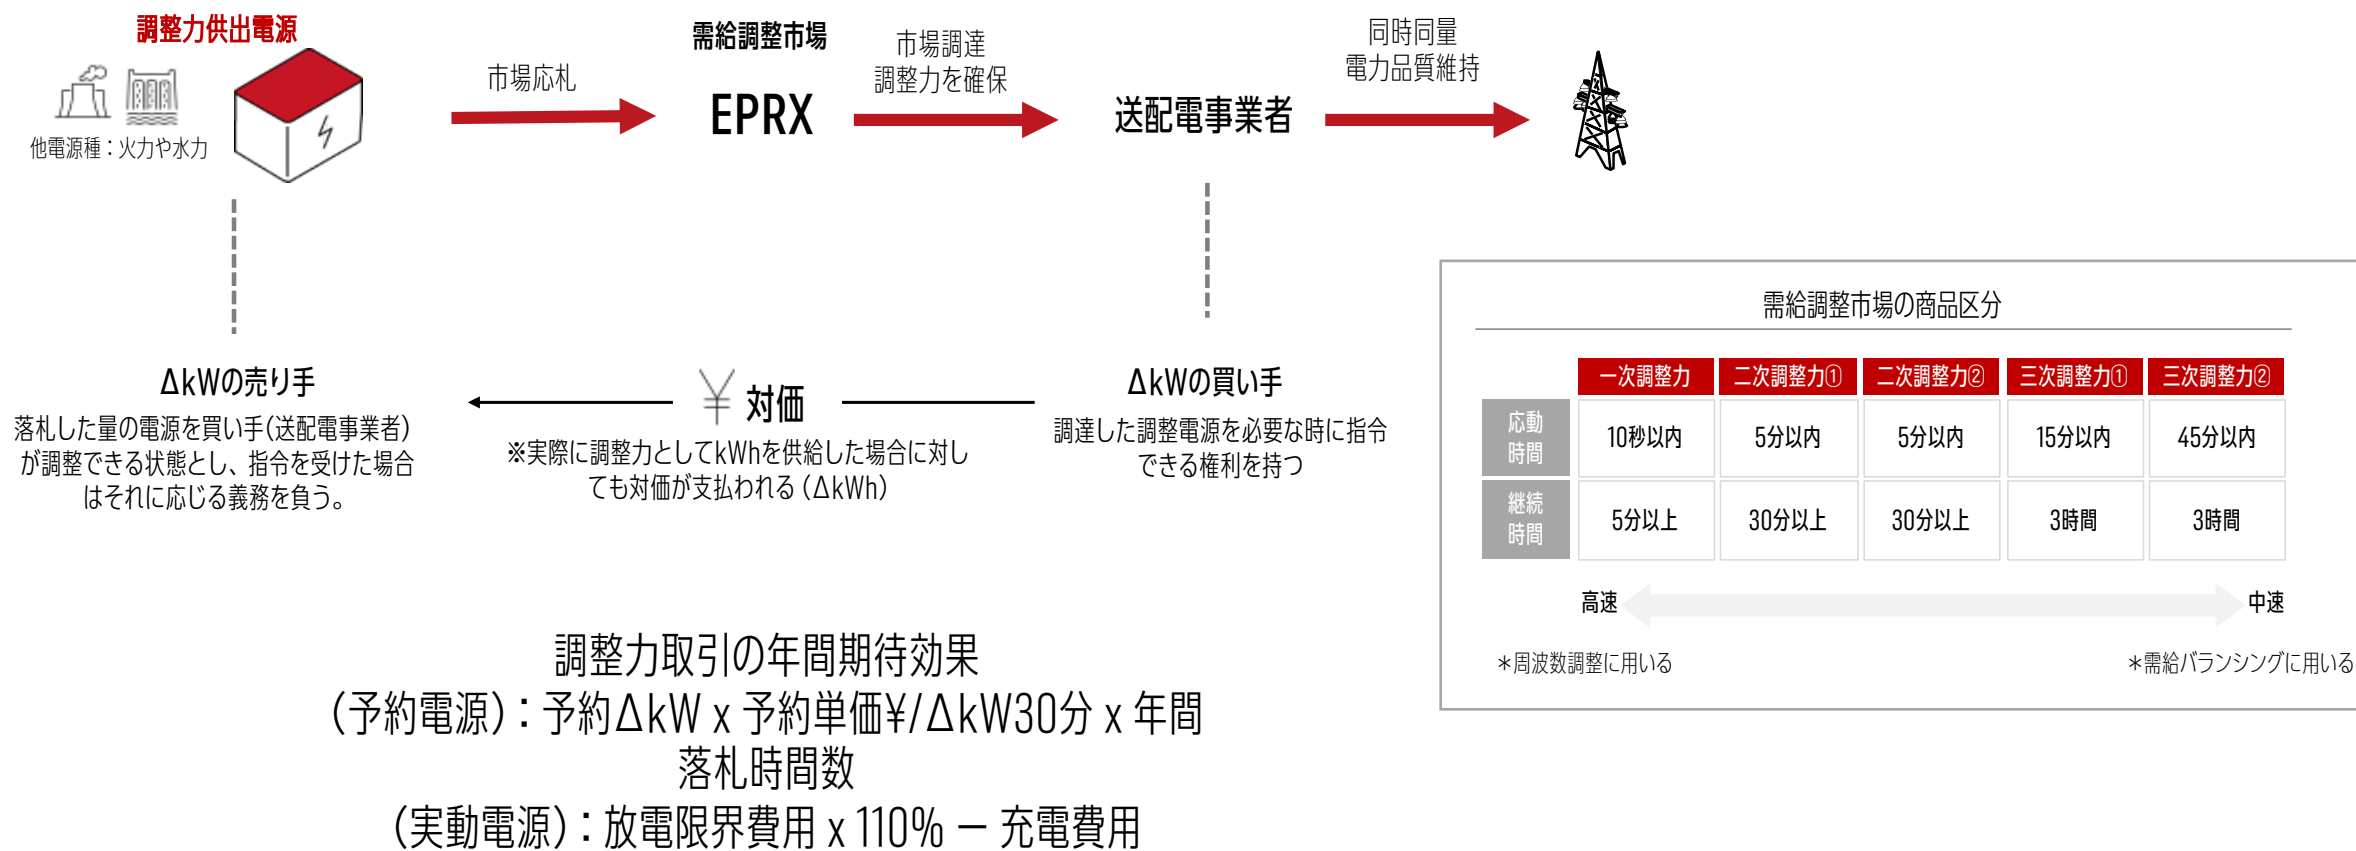 調整力供出電源
他電源種：火力や水力
市場応札
需給調整市場
EPRX
市場調達
調整力を確保
送配電事業者
同時同量
電力品質維持
ΔkWの売り手
落札した量の電源を買い手(送配電事業者)
が調整できる状態とし、指令を受けた場合
はそれに応じる義務を負う。
¥ 対価
※実際に調整力としてkWhを供給した場合に対し
ても対価が支払われる（ΔkWh）
ΔkWの買い手
調達した調整電源を必要な時に指令
できる権利を持つ
需給調整市場の商品区分
一次調整力 二次調整力① 二次調整力② 三次調整力① 三次調整力②
応動
時間
10秒以内 5分以内 5分以内 15分以内 45分以内
継続
時間
5分以上 30分以上 30分以上 3時間 3時間
高速 中速
＊周波数調整に用いる ＊需給バランシングに用いる
調整力取引の年間期待効果
（予約電源）：予約ΔkW x 予約単価¥/ΔkW30分 x 年間
落札時間数
（実動電源）：放電限界費用 x 110% － 充電費用